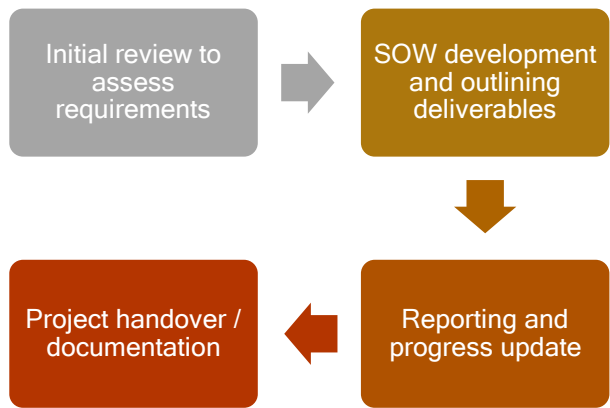 Initial review to
assess
requirements
SOW development
and outlining
deliverables
Project handover /
documentation
Reporting and
progress update